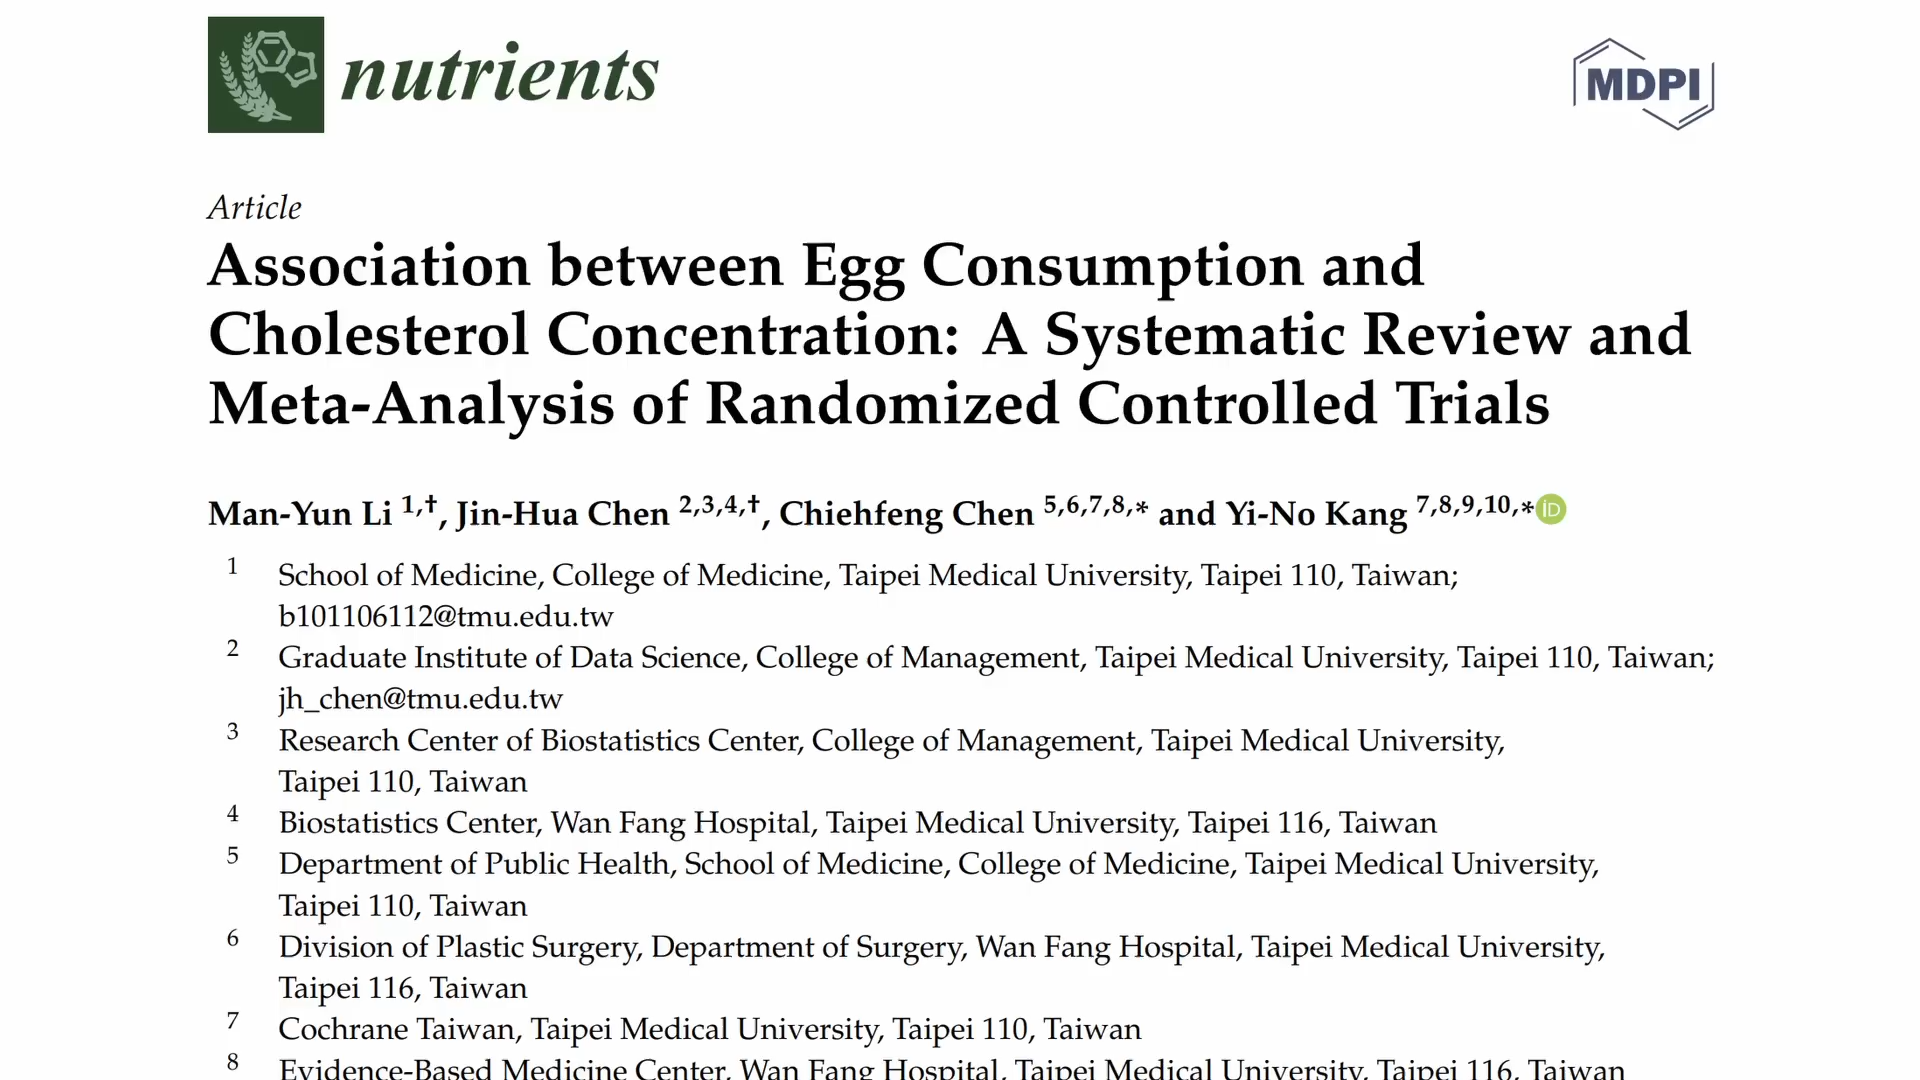 nutrients
MDPI
Article
Association between Egg Consumption and
Cholesterol Concentration: A Systematic Review and
Meta-Analysis of Randomized Controlled Trials
Man-Yun Li 1,†, Jin-Hua Chen 2,3,4,†, Chiehfeng Chen 5,6,7,8,* and Yi-No Kang 7,8,9,10,* iD
1 School of Medicine, College of Medicine, Taipei Medical University, Taipei 110, Taiwan;
b101106112@tmu.edu.tw
2 Graduate Institute of Data Science, College of Management, Taipei Medical University, Taipei 110, Taiwan;
jh_chen@tmu.edu.tw
3 Research Center of Biostatistics Center, College of Management, Taipei Medical University,
Taipei 110, Taiwan
4 Biostatistics Center, Wan Fang Hospital, Taipei Medical University, Taipei 116, Taiwan
5 Department of Public Health, School of Medicine, College of Medicine, Taipei Medical University,
Taipei 110, Taiwan
6 Division of Plastic Surgery, Department of Surgery, Wan Fang Hospital, Taipei Medical University,
Taipei 116, Taiwan
7 Cochrane Taiwan, Taipei Medical University, Taipei 110, Taiwan
8 Evidence-Based Medicine Center, Wan Fang Hospital, Taipei Medical University, Taipei 116, Taiwan